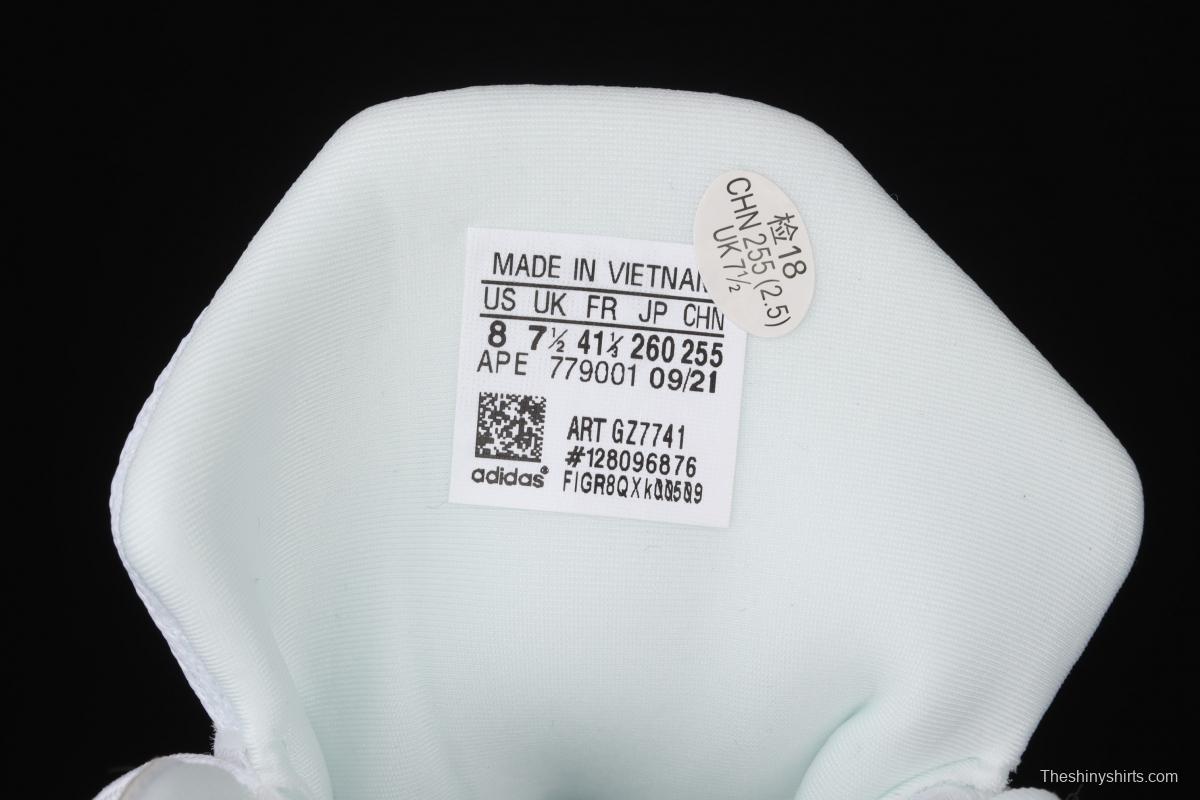 MADE IN VIETNAM
US UK FR JP CHN
8 7½ 41⅓ 260 255
APE 779001 09/21
ART GZ7741
#128096876
adidas®
检18
CHN 255 (2.5)
UK 7½
Theshinyshirts.com